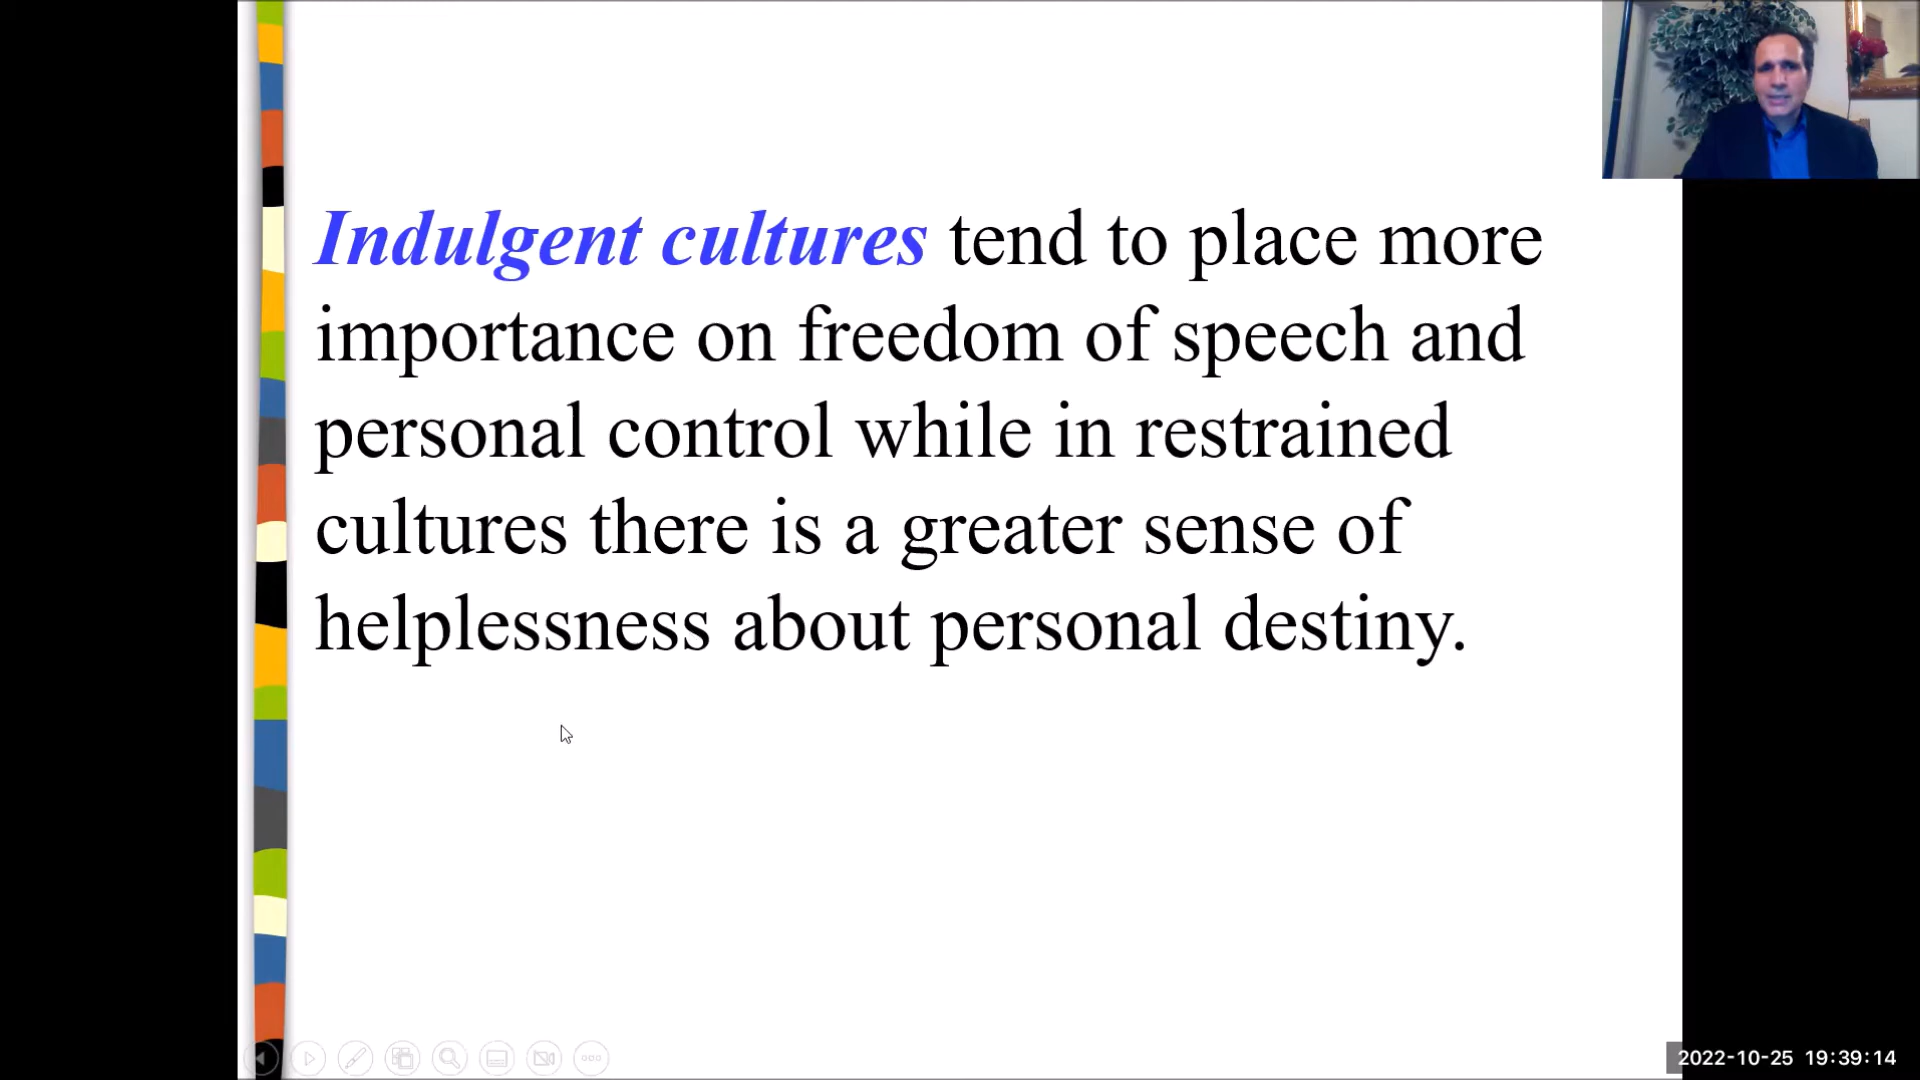 Indulgent cultures tend to place more
importance on freedom of speech and
personal control while in restrained
cultures there is a greater sense of
helplessness about personal destiny.
2022-10-25 19:39:14